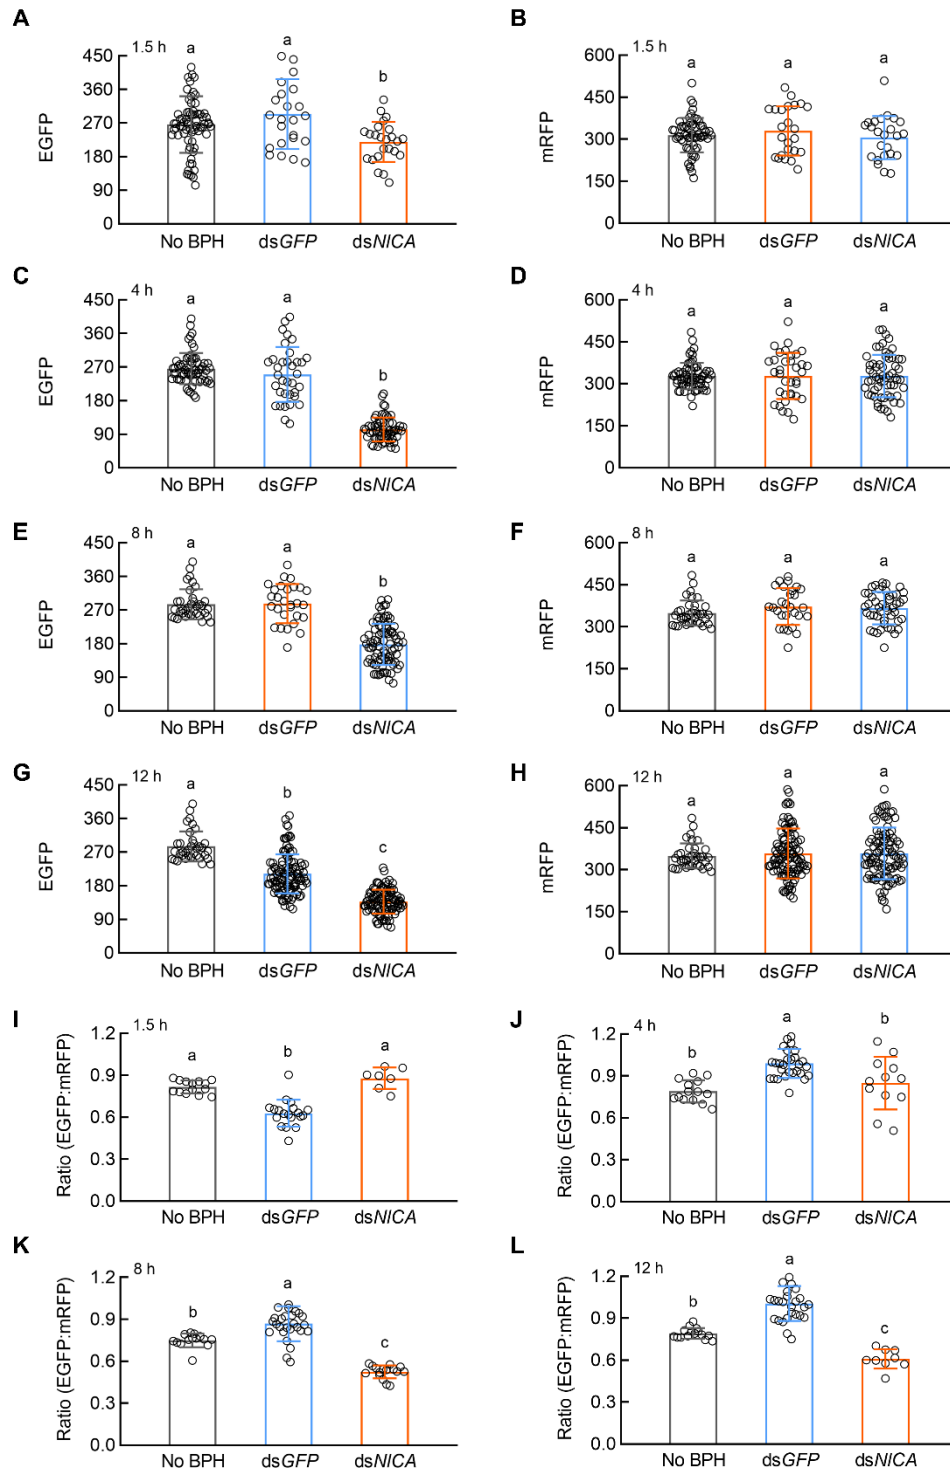 A
1.5 h
EGFP
450
360
270
180
90
0
a
a
b
No BPH
dsGFP
dsNlCA
B
1.5 h
mRFP
600
450
300
150
0
a
a
a
No BPH
dsGFP
dsNlCA
C
4 h
EGFP
450
360
270
180
90
0
a
a
b
No BPH
dsGFP
dsNlCA
D
4 h
mRFP
600
450
300
150
0
a
a
a
No BPH
dsGFP
dsNlCA
E
8 h
EGFP
450
360
270
180
90
0
a
a
b
No BPH
dsGFP
dsNlCA
F
8 h
mRFP
600
450
300
150
0
a
a
a
No BPH
dsGFP
dsNlCA
G
12 h
EGFP
450
360
270
180
90
0
a
b
c
No BPH
dsGFP
dsNlCA
H
12 h
mRFP
600
450
300
150
0
a
a
a
No BPH
dsGFP
dsNlCA
I
1.5 h
Ratio (EGFP:mRFP)
1.2
0.9
0.6
0.3
0.0
a
b
a
No BPH
dsGFP
dsNlCA
J
4 h
Ratio (EGFP:mRFP)
1.2
0.9
0.6
0.3
0.0
b
a
b
No BPH
dsGFP
dsNlCA
K
8 h
Ratio (EGFP:mRFP)
1.2
0.9
0.6
0.3
0.0
b
a
c
No BPH
dsGFP
dsNlCA
L
12 h
Ratio (EGFP:mRFP)
1.2
0.9
0.6
0.3
0.0
b
a
c
No BPH
dsGFP
dsNlCA